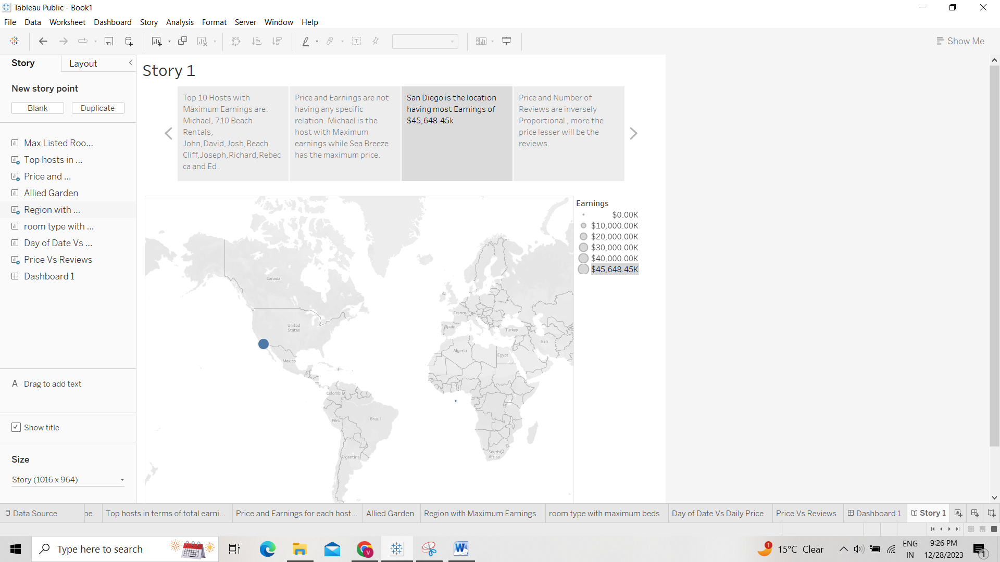 Tableau Public - Book1
File Data Worksheet Dashboard Story Analysis Format Server Window Help
Show Me
Story Layout
New story point
Blank Duplicate
Max Listed Roo...
Top hosts in ...
Price and ...
Allied Garden
Region with ...
room type with ...
Day of Date Vs ...
Price Vs Reviews
Dashboard 1
A Drag to add text
Show title
Size
Story (1016 x 964)
Story 1
Top 10 Hosts with
Maximum Earnings are:
Michael, 710 Beach
Rentals,
John,David,Josh,Beach
Cliff,Joseph,Richard,Rebec
ca and Ed.
Price and Earnings are not
having any specific
relation. Michael is the
host with Maximum
earnings while Sea Breeze
has the maximum price.
San Diego is the location
having most Earnings of
$45,648.45k
Price and Number of
Reviews are inversely
Proportional , more the
price lesser will be the
reviews.
Canada
United
States
Mexico
Colombia
Peru
Brazil
Argentina
France
Spain
Turkey
Iran
Algeria
Egypt
South
Africa
Earnings
$0.00K
$10,000.00K
$20,000.00K
$30,000.00K
$40,000.00K
$45,648.45K
Data Source pe Top hosts in terms of total earni... Price and Earnings for each host... Allied Garden Region with Maximum Earnings room type with maximum beds Day of Date Vs Daily Price Price Vs Reviews Dashboard 1 Story 1
Type here to search
1
15°C Clear
ENG
IN
9:26 PM
12/28/2023
1